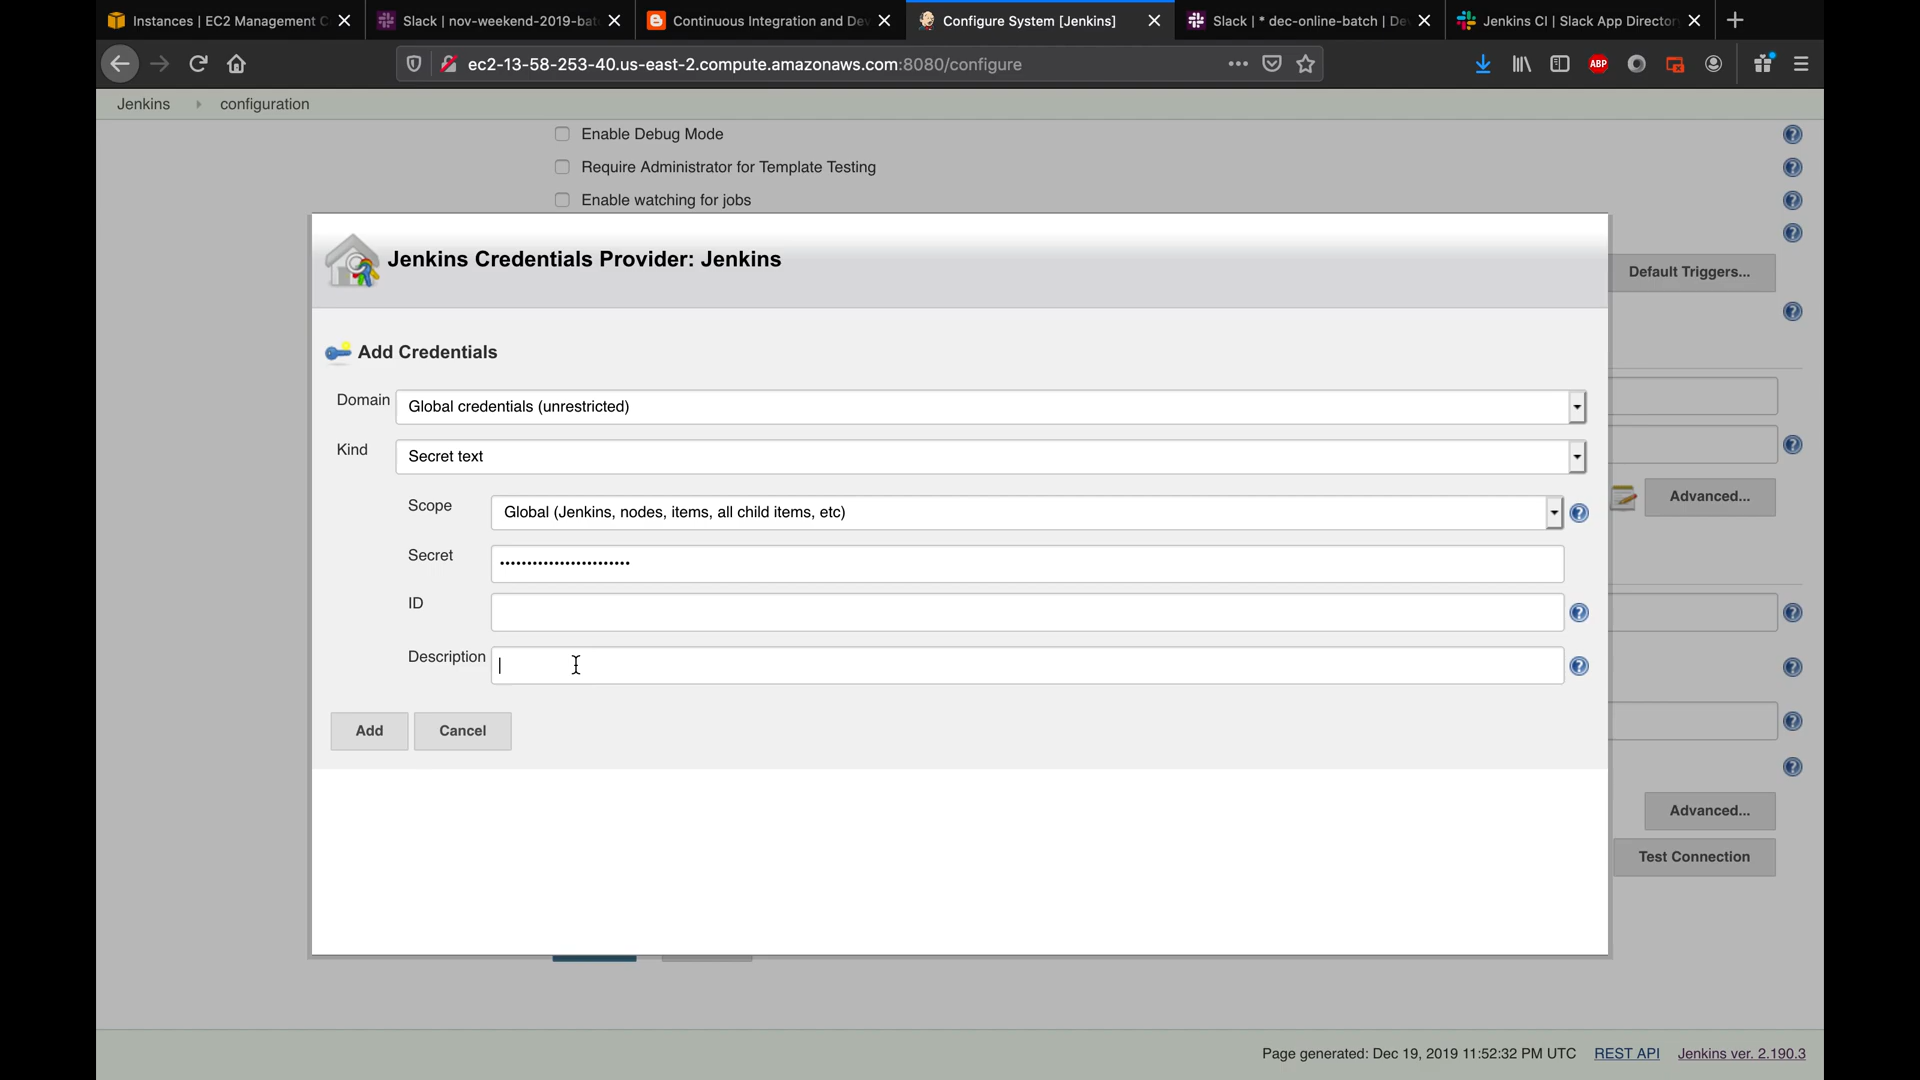 Instances | EC2 Management C
Slack | nov-weekend-2019-bat
Continuous Integration and Dev
Configure System [Jenkins]
Slack | * dec-online-batch | De
Jenkins CI | Slack App Director
ec2-13-58-253-40.us-east-2.compute.amazonaws.com:8080/configure
ABP
Jenkins configuration
Enable Debug Mode
Require Administrator for Template Testing
Enable watching for jobs
Jenkins Credentials Provider: Jenkins
Default Triggers...
Add Credentials
Domain Global credentials (unrestricted)
Kind Secret text
Advanced...
Scope Global (Jenkins, nodes, items, all child items, etc)
Secret ••••••••••••••••••••••••
ID
Description
Add Cancel
Advanced...
Test Connection
Page generated: Dec 19, 2019 11:52:32 PM UTC REST API Jenkins ver. 2.190.3